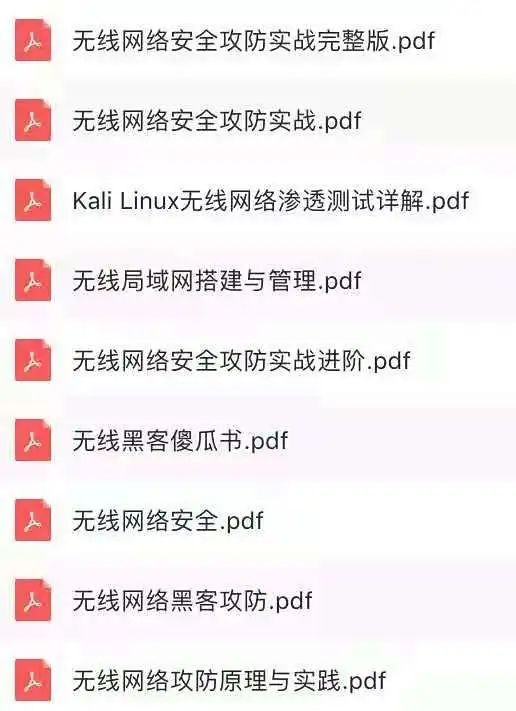 无线网络安全攻防实战完整版.pdf
无线网络安全攻防实战.pdf
Kali Linux无线网络渗透测试详解.pdf
无线局域网搭建与管理.pdf
无线网络安全攻防实战进阶.pdf
无线黑客傻瓜书.pdf
无线网络安全.pdf
无线网络黑客攻防.pdf
无线网络攻防原理与实践.pdf